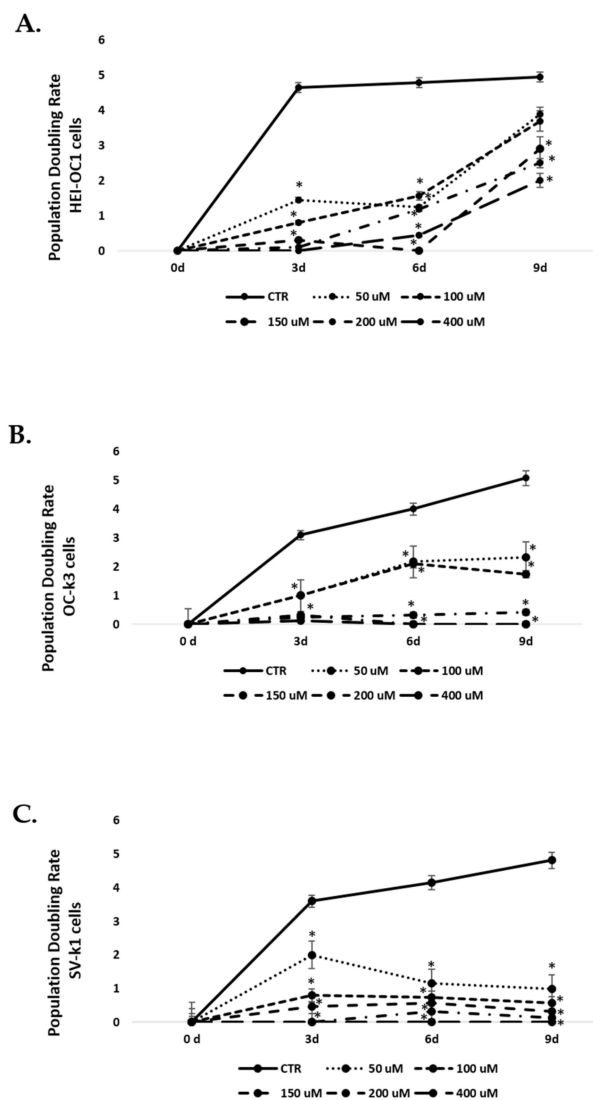 A.
Population Doubling Rate
HEI-OC1 cells
6
5
4
3
2
1
0
0d 3d 6d 9d
* * * * * * * * * * *
CTR 50 uM 100 uM
150 uM 200 uM 400 uM
B.
Population Doubling Rate
OC-k3 cells
6
5
4
3
2
1
0
0 d 3d 6d 9d
* * * * * * * * * *
CTR 50 uM 100 uM
150 uM 200 uM 400 uM
C.
Population Doubling Rate
SV-k1 cells
6
5
4
3
2
1
0
0 d 3d 6d 9d
* * * * * * * * * * * *
CTR 50 uM 100 uM
150 uM 200 uM 400 uM